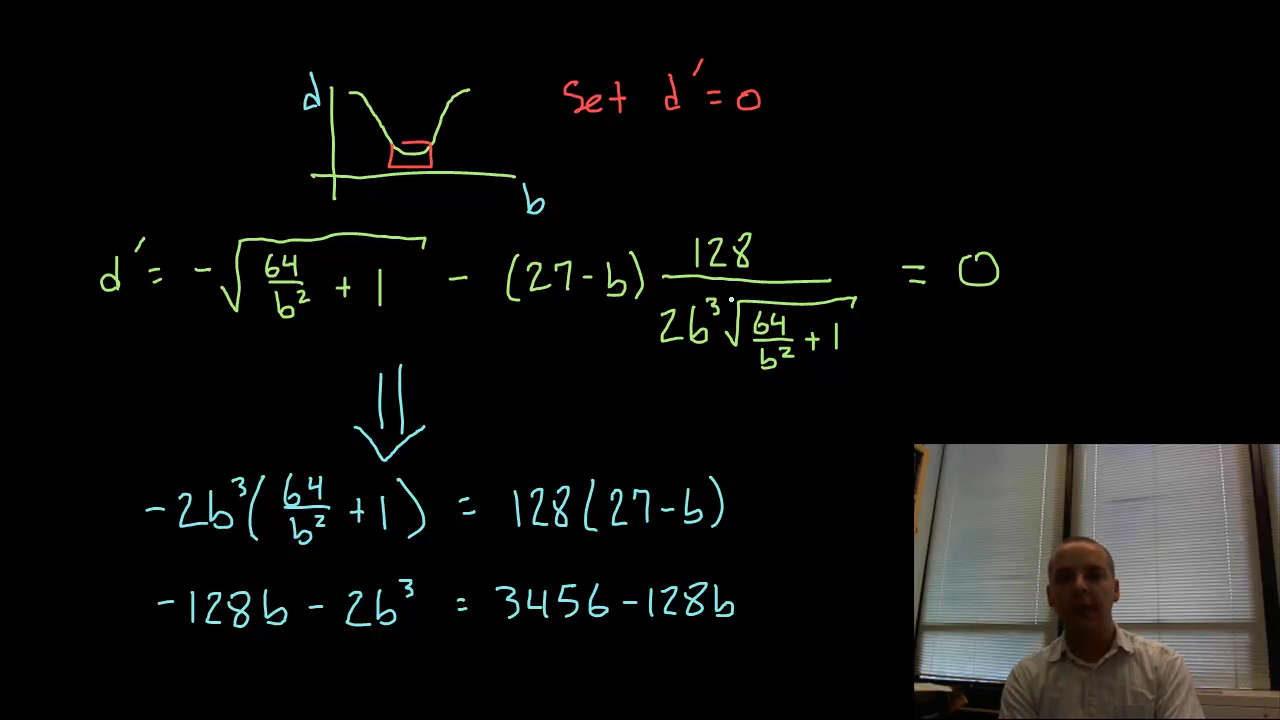 d
Set d' = 0
b
d' = -√(64/b² + 1) - (27-b) 128/(2b³√(64/b² + 1)) = 0
-2b³(64/b² + 1) = 128(27-b)
-128b - 2b³ = 3456 - 128b